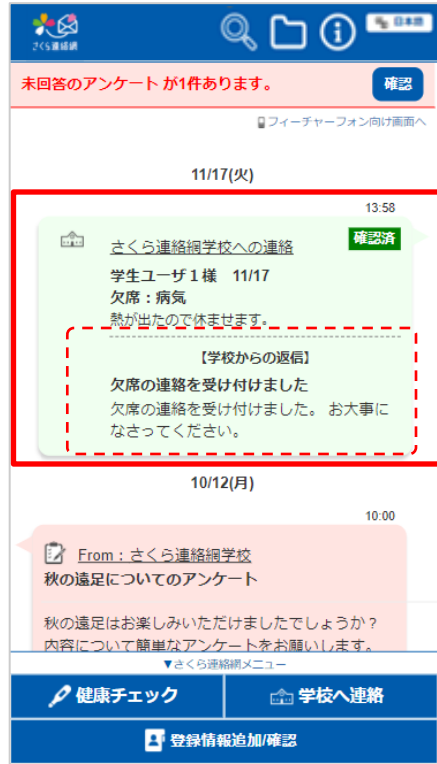 さくら連絡網
日本語
未回答のアンケート が1件あります。
確認
フィーチャーフォン向け画面へ
11/17(火)
13:58
さくら連絡網学校への連絡
確認済
学生ユーザ1様 11/17
欠席：病気
熱が出たので休ませます。
【学校からの返信】
欠席の連絡を受け付けました
欠席の連絡を受け付けました。 お大事に
なさってください。
10/12(月)
10:00
From：さくら連絡網学校
秋の遠足についてのアンケート
秋の遠足はお楽しみいただけましたでしょうか？
内容について簡単なアンケートをお願いします。
▼さくら連絡網メニュー
健康チェック
学校へ連絡
登録情報追加/確認